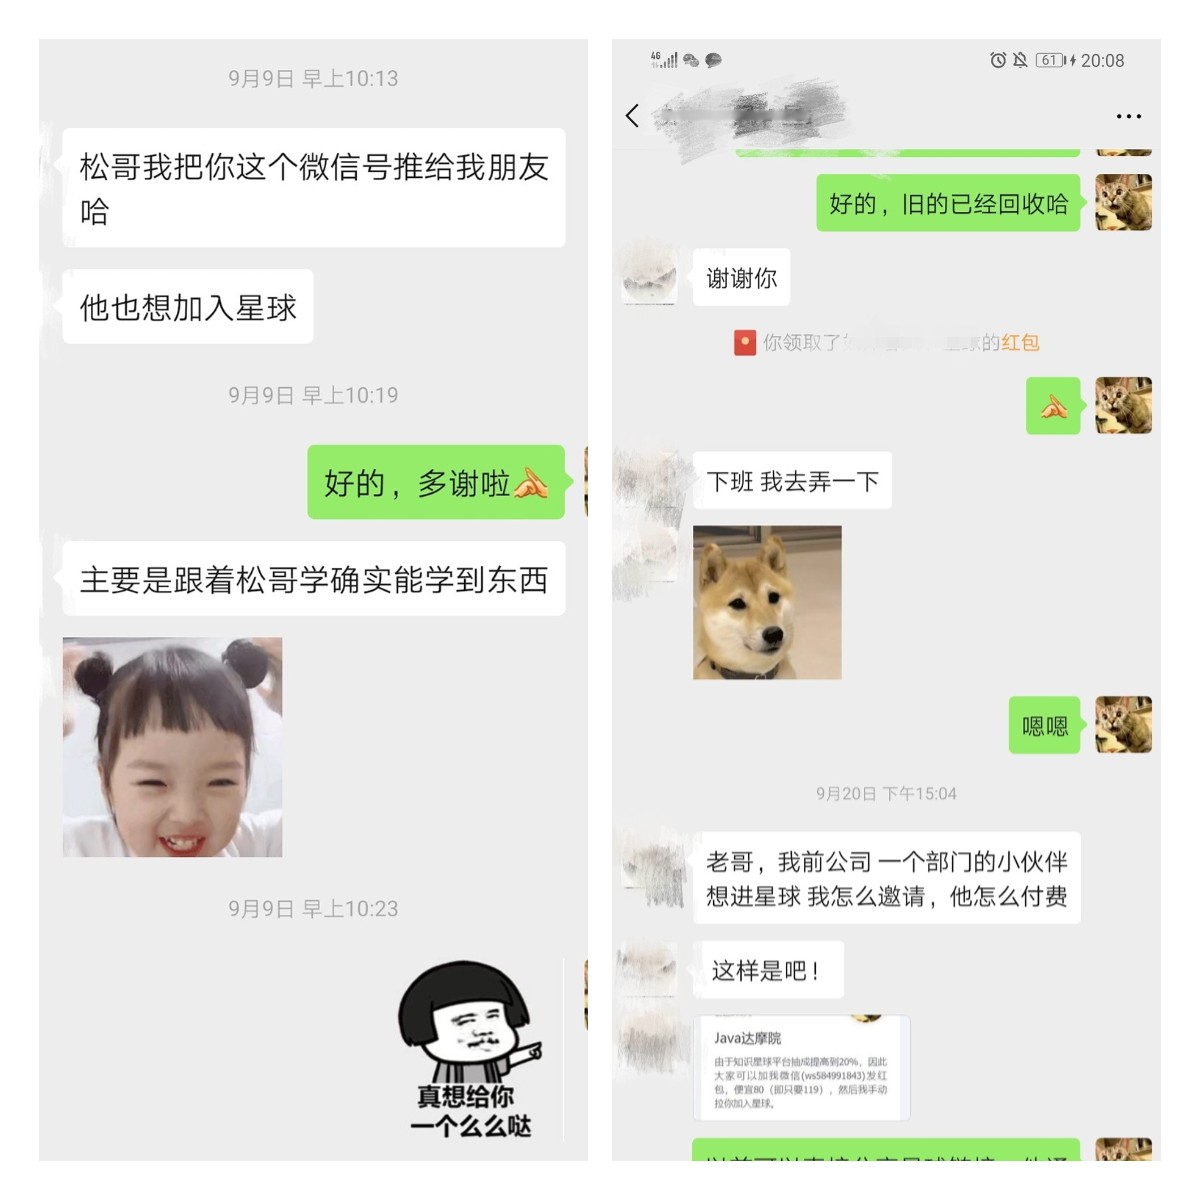 9月9日 早上10:13
松哥我把你这个微信号推给我朋友
哈
他也想加入星球
9月9日 早上10:19
好的，多谢啦
主要是跟着松哥学确实能学到东西
9月9日 早上10:23
真想给你
一个么么哒
4G
61
20:08
好的，旧的已经回收哈
谢谢你
你领取了
的红包
下班 我去弄一下
嗯嗯
9月20日 下午15:04
老哥，我前公司 一个部门的小伙伴
想进星球 我怎么邀请，他怎么付费
这样是吧！
Java达摩院
由于知识星球平台抽成提高到20%，因此
大家可以加我微信(ws584991843)发红
包，便宜80（即只要119），然后我手动
拉你加入星球。